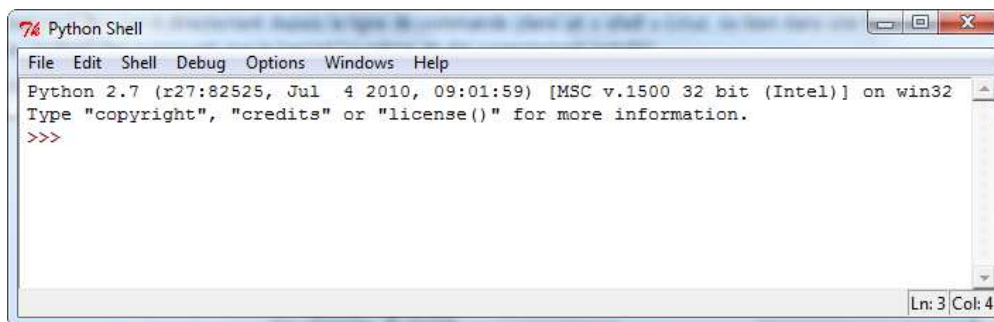 Python Shell
File Edit Shell Debug Options Windows Help
Python 2.7 (r27:82525, Jul  4 2010, 09:01:59) [MSC v.1500 32 bit (Intel)] on win32
Type "copyright", "credits" or "license()" for more information.
>>>
Ln: 3 Col: 4